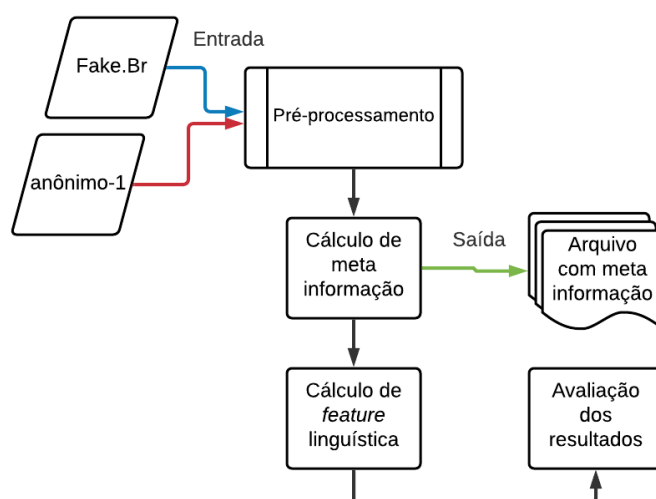 Entrada
Fake.Br
Pré-processamento
anônimo-1
Cálculo de
meta
informação
Saída
Arquivo
com meta
informação
Cálculo de
feature
linguística
Avaliação
dos
resultados